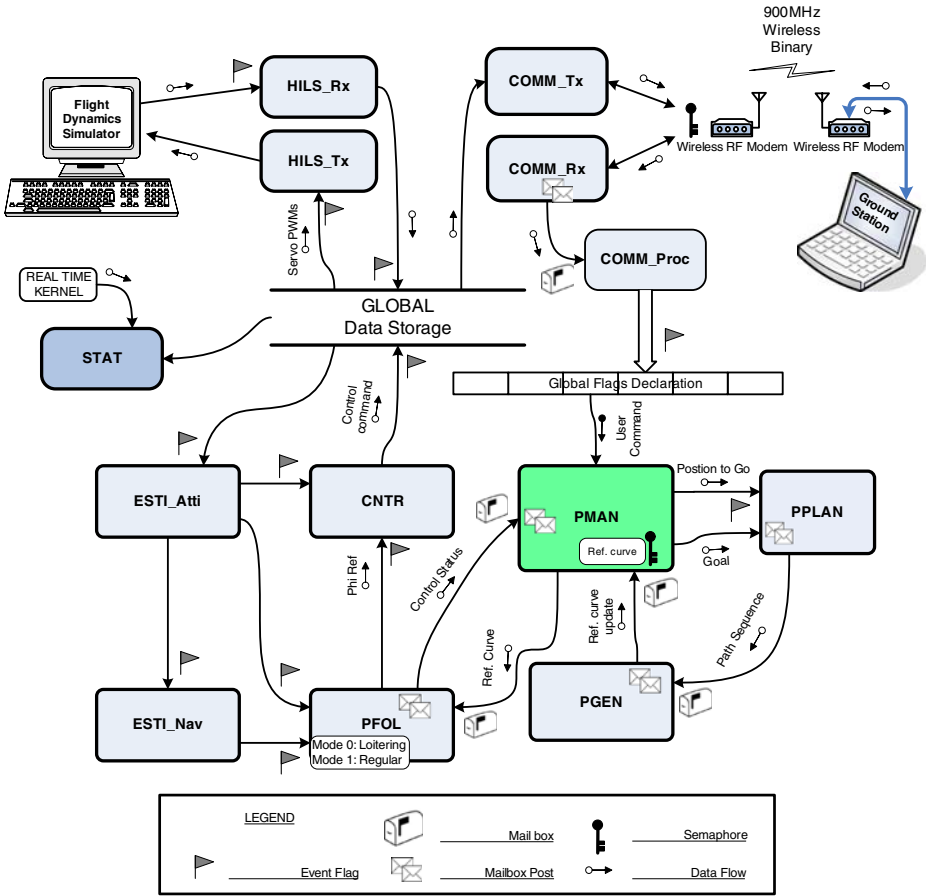 900MHz
Wireless
Binary
HILS_Rx
COMM_Tx
Flight
Dynamics
Simulator
Wireless RF Modem
Wireless RF Modem
HILS_Tx
COMM_Rx
Ground
Station
Servo PWMs
COMM_Proc
REAL TIME
KERNEL
GLOBAL
Data Storage
STAT
Global Flags Declaration
Control
command
User
Command
ESTI_Atti
CNTR
PMAN
Postion to Go
PPLAN
Ref. curve
Goal
Phi Ref
Control Status
Ref. Curve
Ref. curve
update
Path Sequence
ESTI_Nav
PFOL
PGEN
Mode 0: Loitering
Mode 1: Regular
LEGEND
Mail box
Semaphore
Event Flag
Mailbox Post
Data Flow